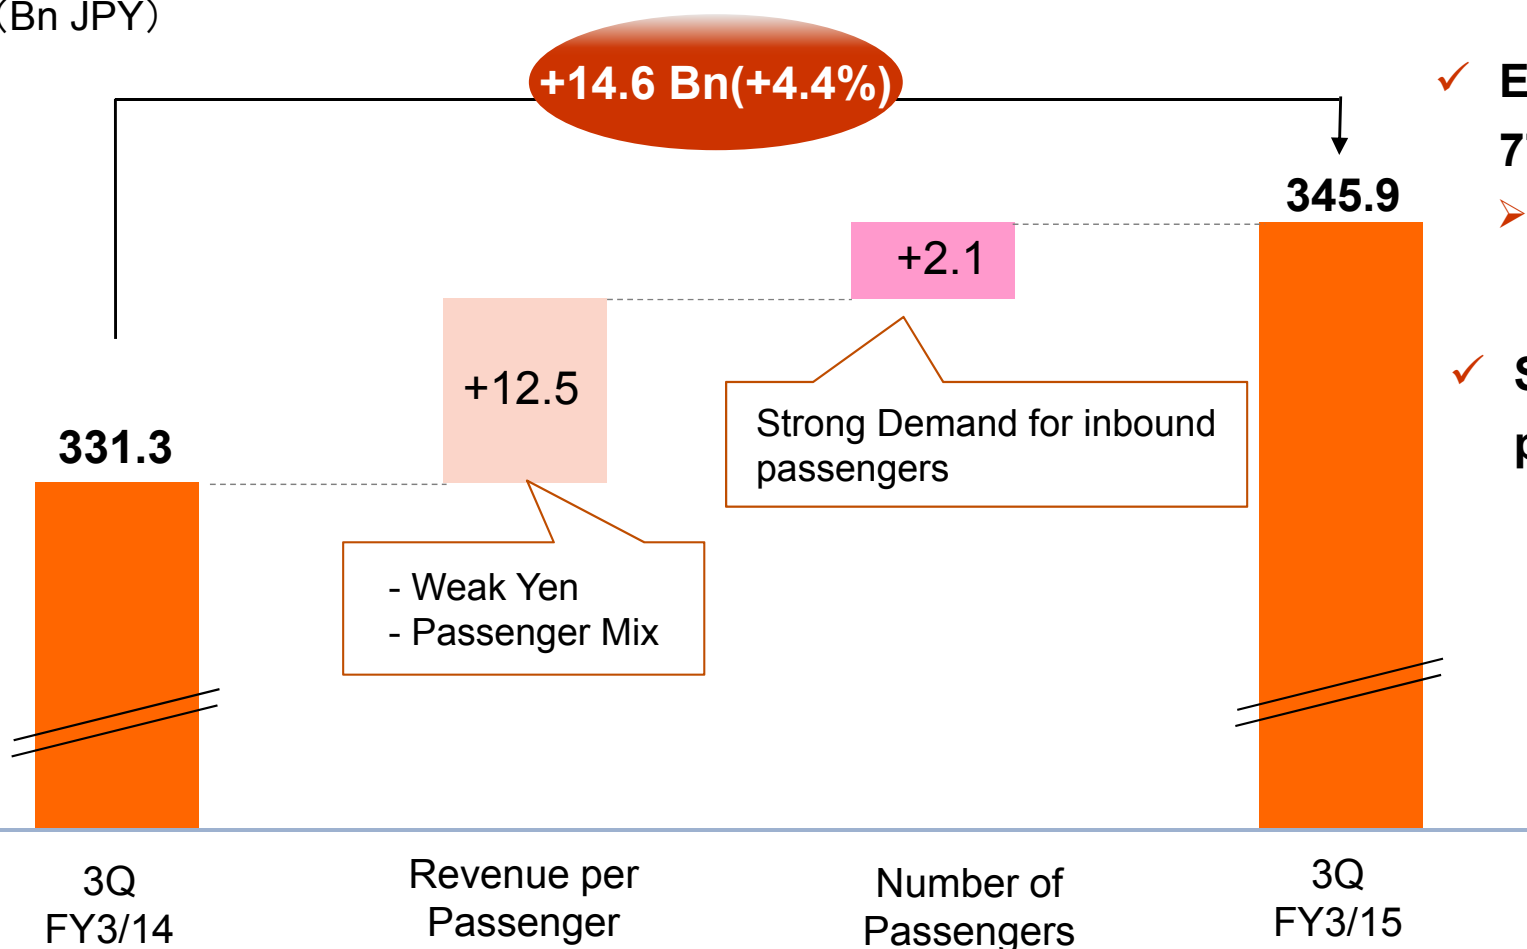 （Bn JPY）
+14.6 Bn(+4.4%)
345.9
+2.1
+12.5
331.3
Strong Demand for inbound
passengers
- Weak Yen
- Passenger Mix
3Q
FY3/14
Revenue per
Passenger
Number of
Passengers
3Q
FY3/15